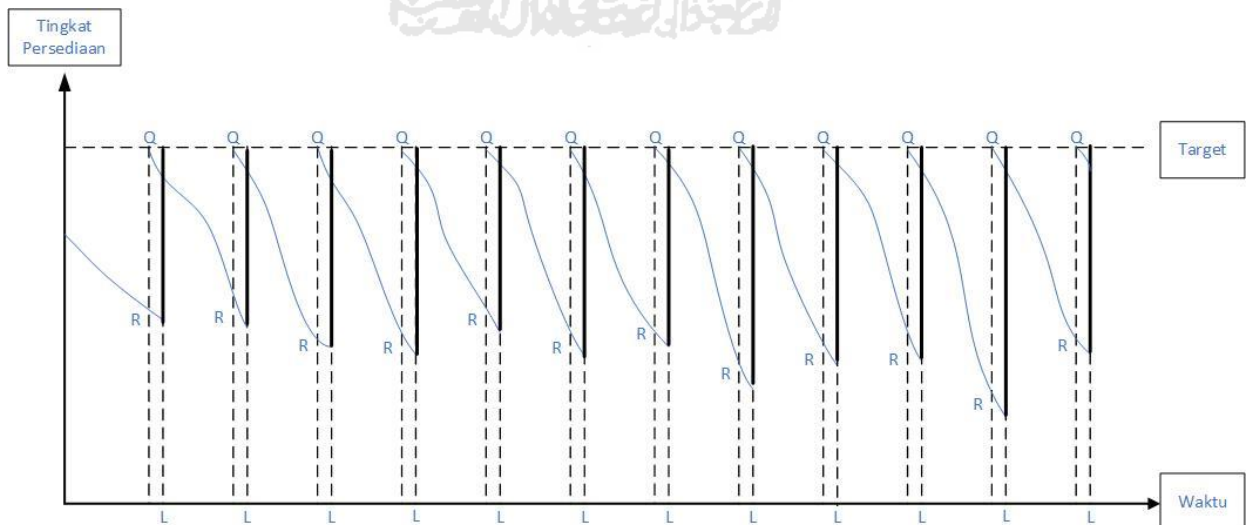 Tingkat
Persediaan
Q Q Q Q Q Q Q Q Q Q Q Q
Target
R R R R R R R R R R R R
Waktu
L L L L L L L L L L L L